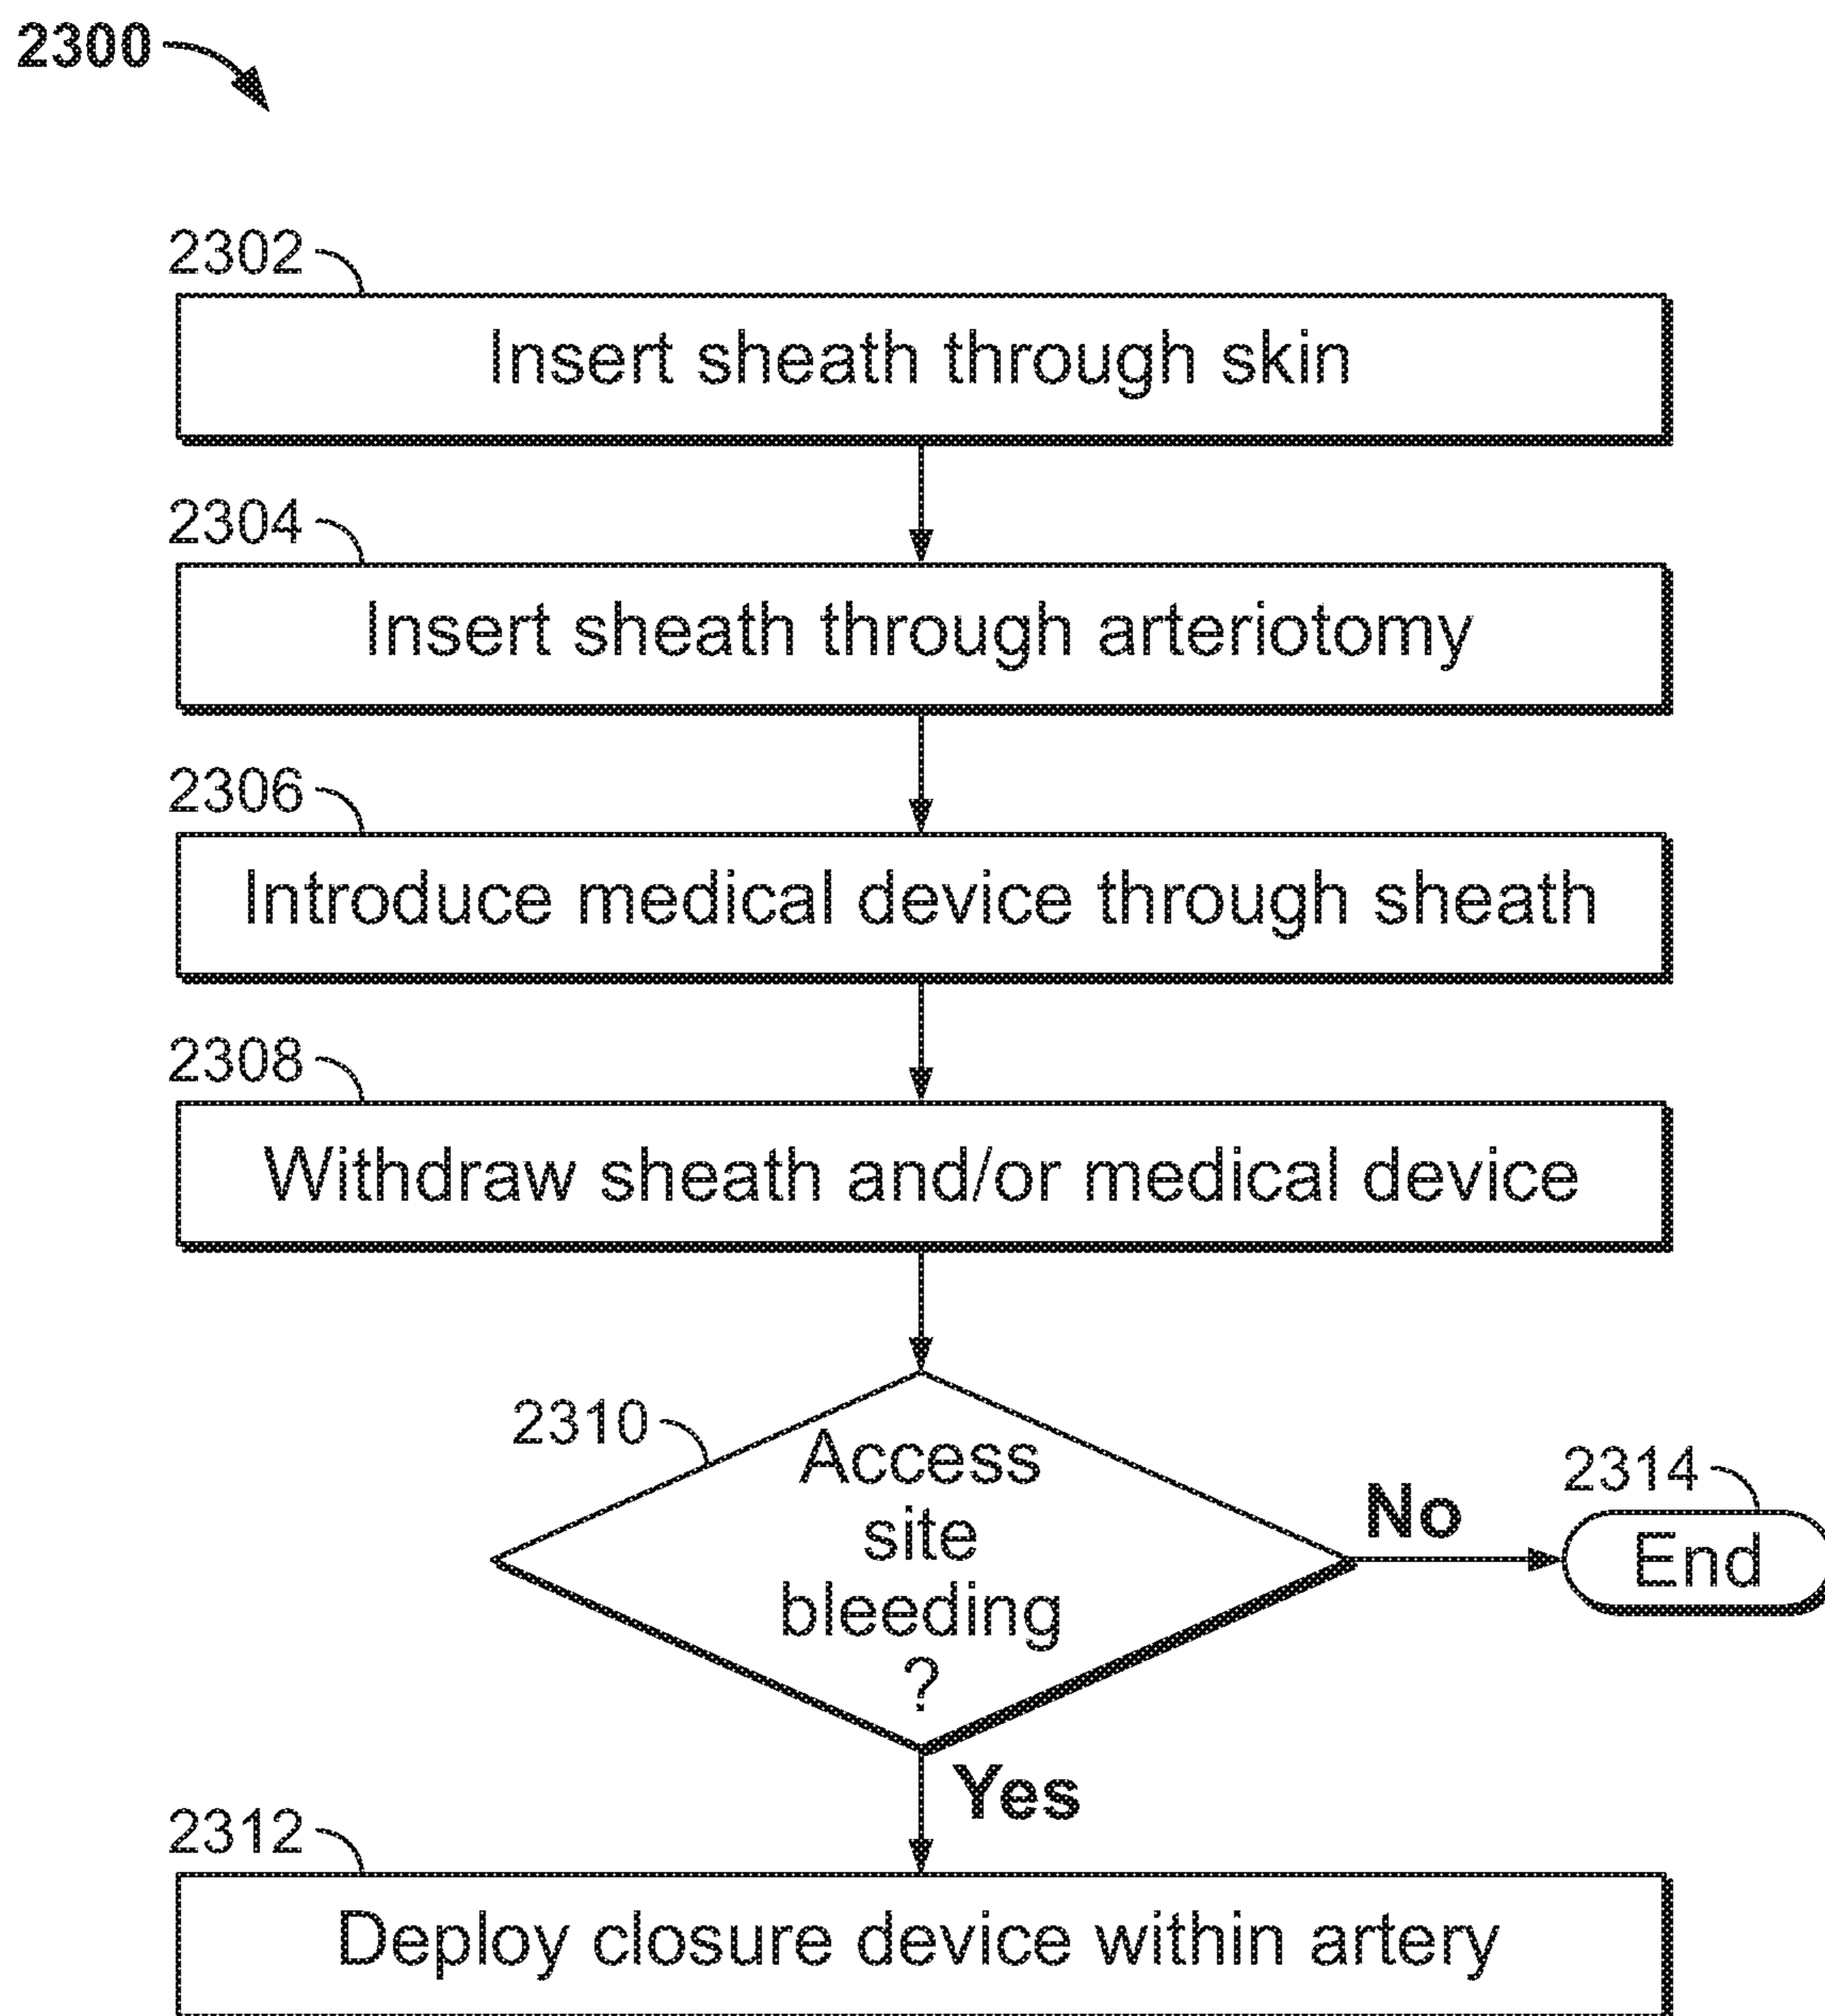 2300
2302
Insert sheath through skin
2304
Insert sheath through arteriotomy
2306
Introduce medical device through sheath
2308
Withdraw sheath and/or medical device
2310
Access
site
bleeding
?
No
2314
End
Yes
2312
Deploy closure device within artery